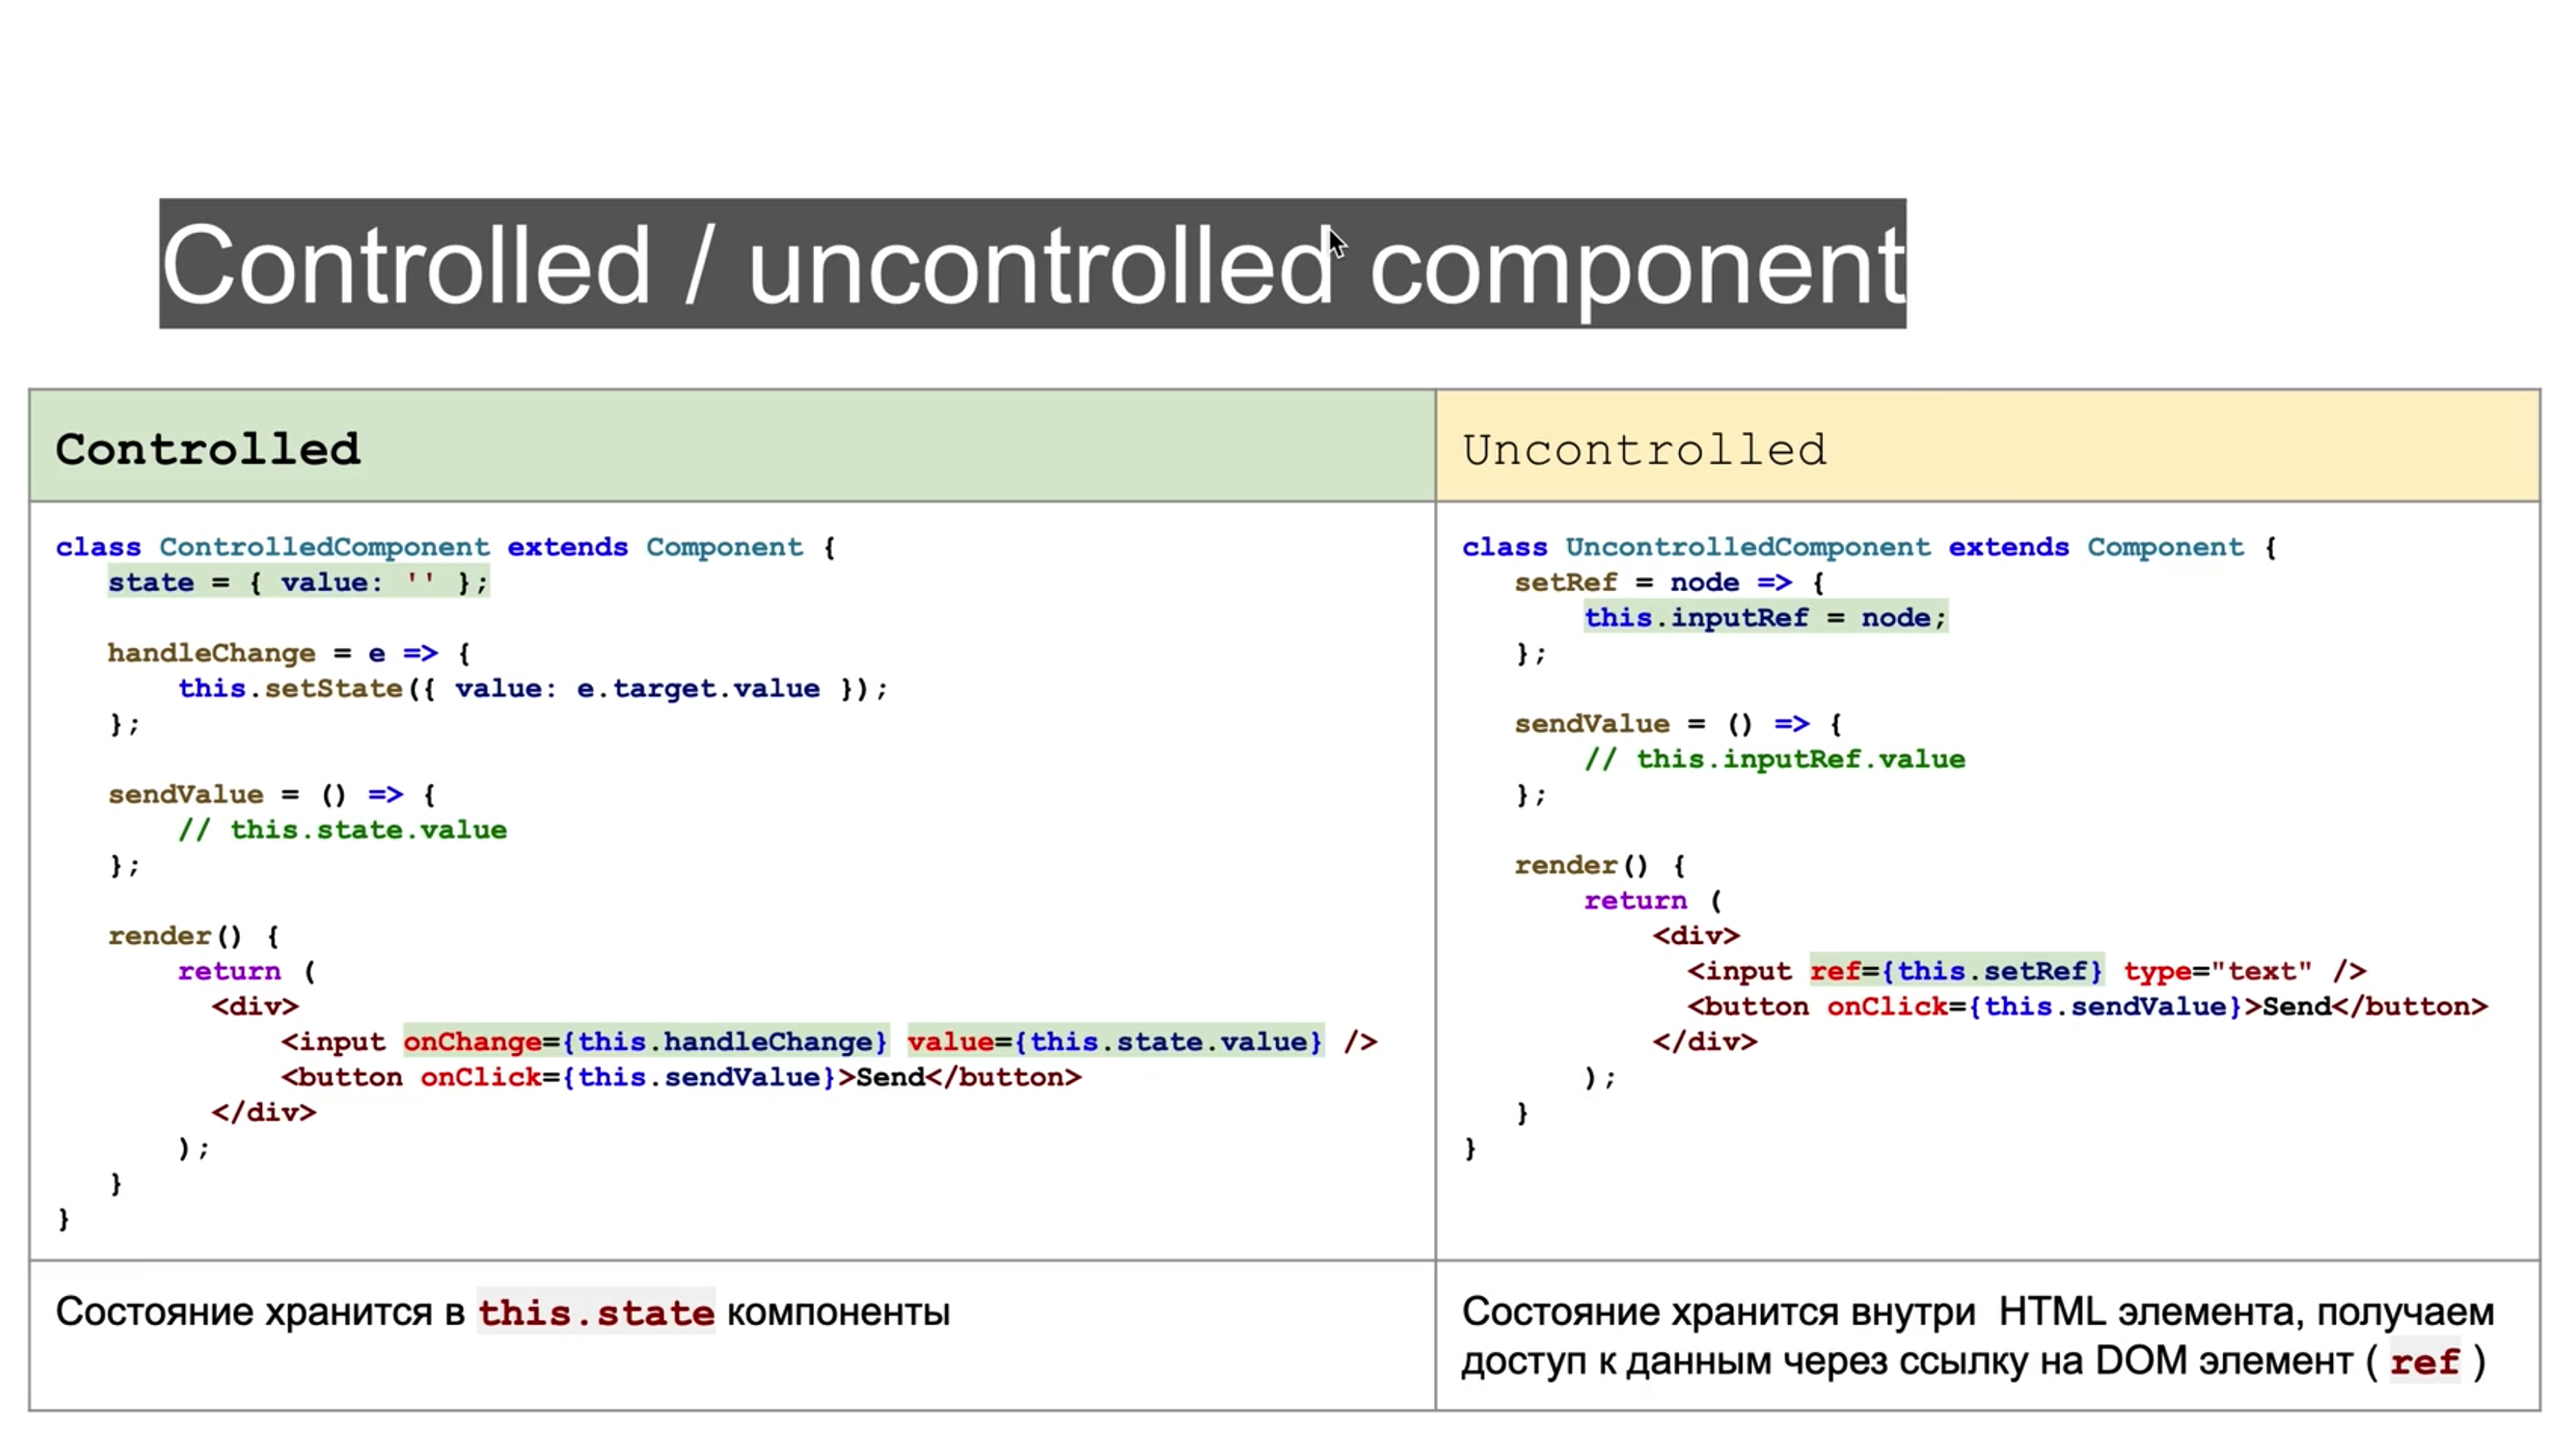 Controlled / uncontrolled component
Controlled
class ControlledComponent extends Component {
state = { value: '' };
handleChange = e => {
this.setState({ value: e.target.value });
};
sendValue = () => {
// this.state.value
};
render() {
return (
<div>
<input onChange={this.handleChange} value={this.state.value} />
<button onClick={this.sendValue}>Send</button>
</div>
);
}
}
Состояние хранится в this.state компоненты
Uncontrolled
class UncontrolledComponent extends Component {
setRef = node => {
this.inputRef = node;
};
sendValue = () => {
// this.inputRef.value
};
render() {
return (
<div>
<input ref={this.setRef} type="text" />
<button onClick={this.sendValue}>Send</button>
</div>
);
}
}
Состояние хранится внутри HTML элемента, получаем
доступ к данным через ссылку на DOM элемент ( ref )